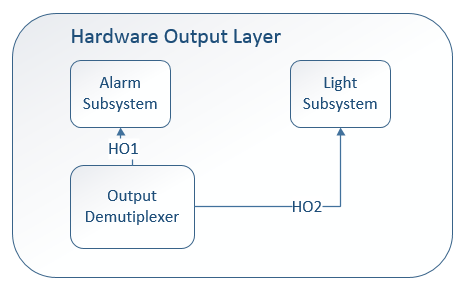 Hardware Output Layer
Alarm
Subsystem
Light
Subsystem
HO1
Output
Demutiplexer
HO2